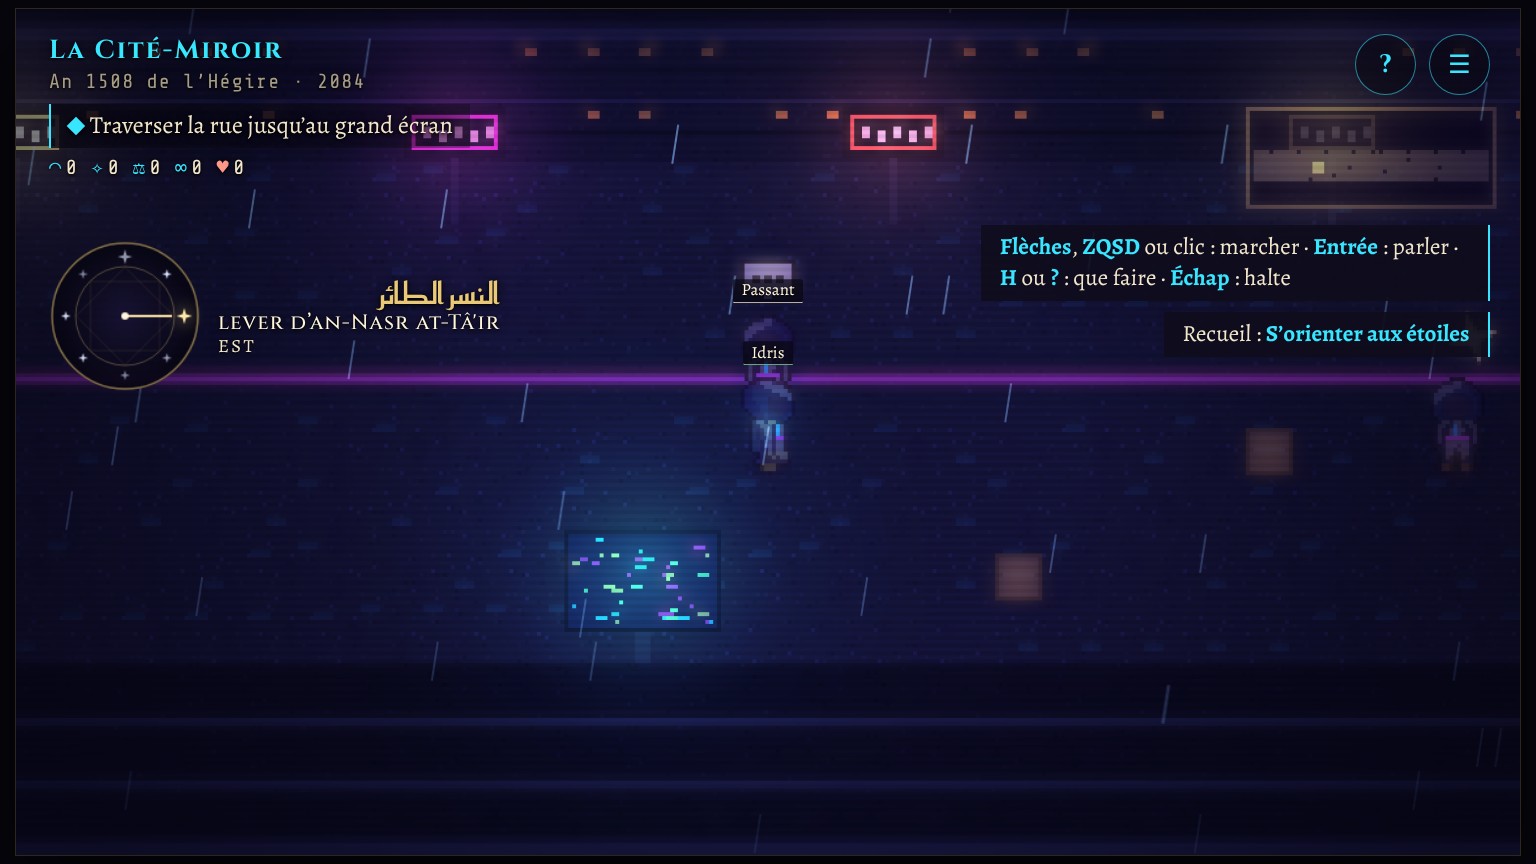 La Cité-Miroir
An 1508 de l'Hégire · 2084
◆ Traverser la rue jusqu'au grand écran
0 0 0 0 0
? ☰
Flèches, ZQSD ou clic : marcher · Entrée : parler ·
H ou ? : que faire · Échap : halte
Recueil : S'orienter aux étoiles
النسر الطائر
LEVER D'AN-NASR AT-TÂ'IR
EST
Passant
Idris